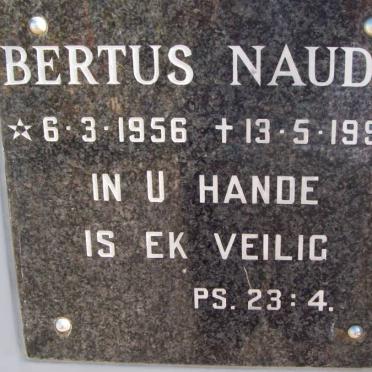 BERTUS NAUD
☆ 6·3·1956 † 13·5·199
IN U HANDE
IS EK VEILIG
PS. 23:4.